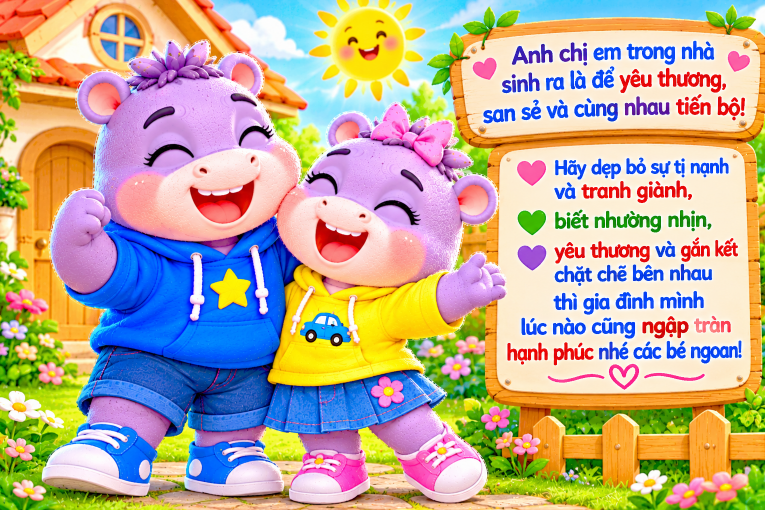 Anh chị em trong nhà
sinh ra là để yêu thương,
san sẻ và cùng nhau tiến bộ!
Hãy dẹp bỏ sự tị nạnh
và tranh giành,
biết nhường nhịn,
yêu thương và gắn kết
chặt chẽ bên nhau
thì gia đình mình
lúc nào cũng ngập tràn
hạnh phúc nhé các bé ngoan!